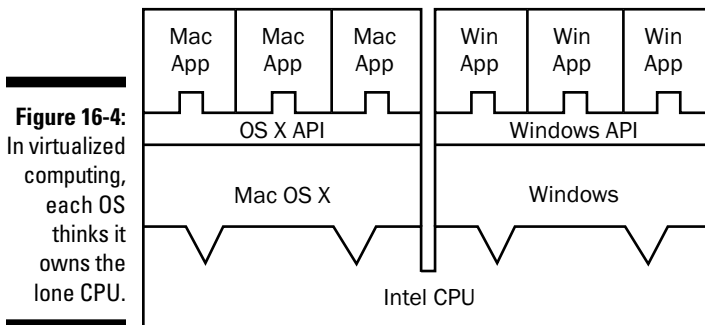 Mac App
Mac App
Mac App
Win App
Win App
Win App
OS X API
Windows API
Mac OS X
Windows
Intel CPU
Figure 16-4:
In virtualized
computing,
each OS
thinks it
owns the
lone CPU.